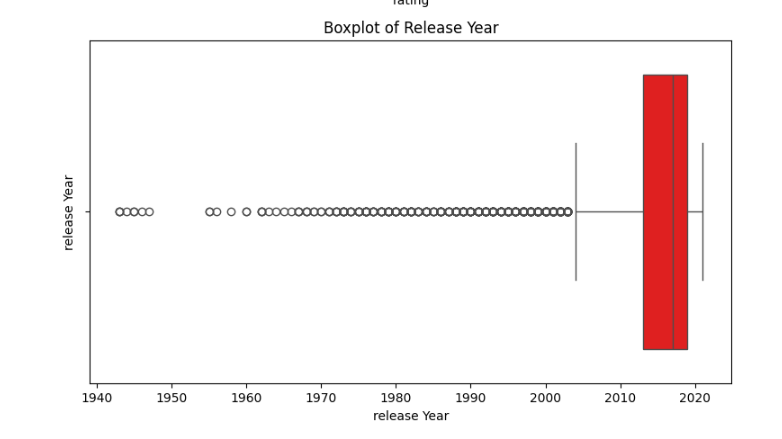 rating
Boxplot of Release Year
release Year
1940 1950 1960 1970 1980 1990 2000 2010 2020
release Year